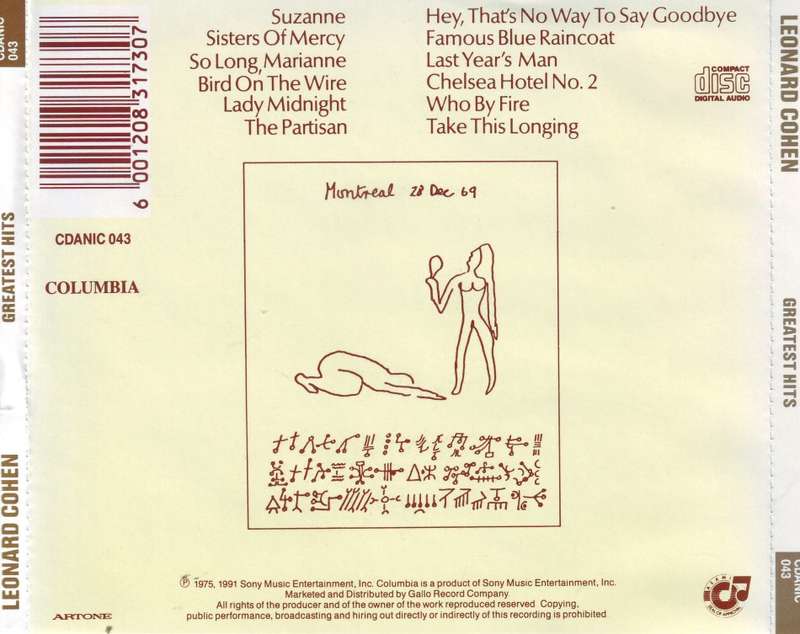 CDANIC
043
GREATEST HITS
LEONARD COHEN
6 001208 317307
CDANIC 043
COLUMBIA
Suzanne
Sisters Of Mercy
So Long, Marianne
Bird On The Wire
Lady Midnight
The Partisan
Hey, That's No Way To Say Goodbye
Famous Blue Raincoat
Last Year's Man
Chelsea Hotel No. 2
Who By Fire
Take This Longing
COMPACT
disc
DIGITAL AUDIO
Montreal 28 Dec 69
℗ 1975, 1991 Sony Music Entertainment, Inc. Columbia is a product of Sony Music Entertainment, Inc.
Marketed and Distributed by Gallo Record Company.
All rights of the producer and of the owner of the work reproduced reserved Copying,
public performance, broadcasting and hiring out directly or indirectly of this recording is prohibited
ARTONE
LEONARD COHEN
GREATEST HITS
CDANIC
043